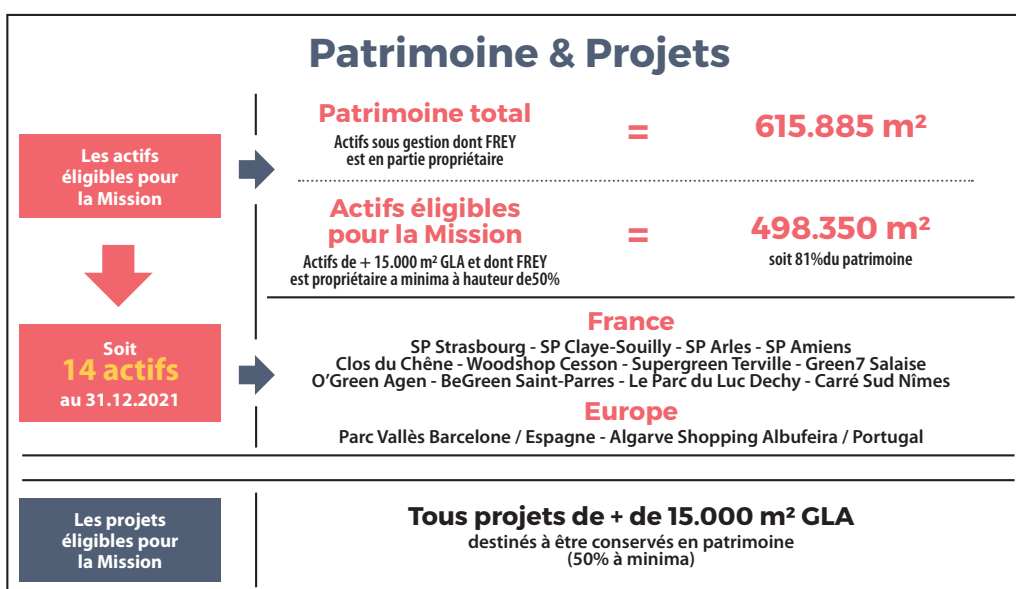 Patrimoine & Projets
Les actifs
éligibles pour
la Mission
Patrimoine total
Actifs sous gestion dont FREY
est en partie propriétaire
=
615.885 m²
Actifs éligibles
pour la Mission
Actifs de + 15.000 m² GLA et dont FREY
est propriétaire a minima à hauteur de50%
=
498.350 m²
soit 81%du patrimoine
Soit
14 actifs
au 31.12.2021
France
SP Strasbourg - SP Claye-Souilly - SP Arles - SP Amiens
Clos du Chêne - Woodshop Cesson - Supergreen Terville - Green7 Salaise
O'Green Agen - BeGreen Saint-Parres - Le Parc du Luc Dechy - Carré Sud Nîmes
Europe
Parc Vallès Barcelone / Espagne - Algarve Shopping Albufeira / Portugal
Les projets
éligibles pour
la Mission
Tous projets de + de 15.000 m² GLA
destinés à être conservés en patrimoine
(50% à minima)